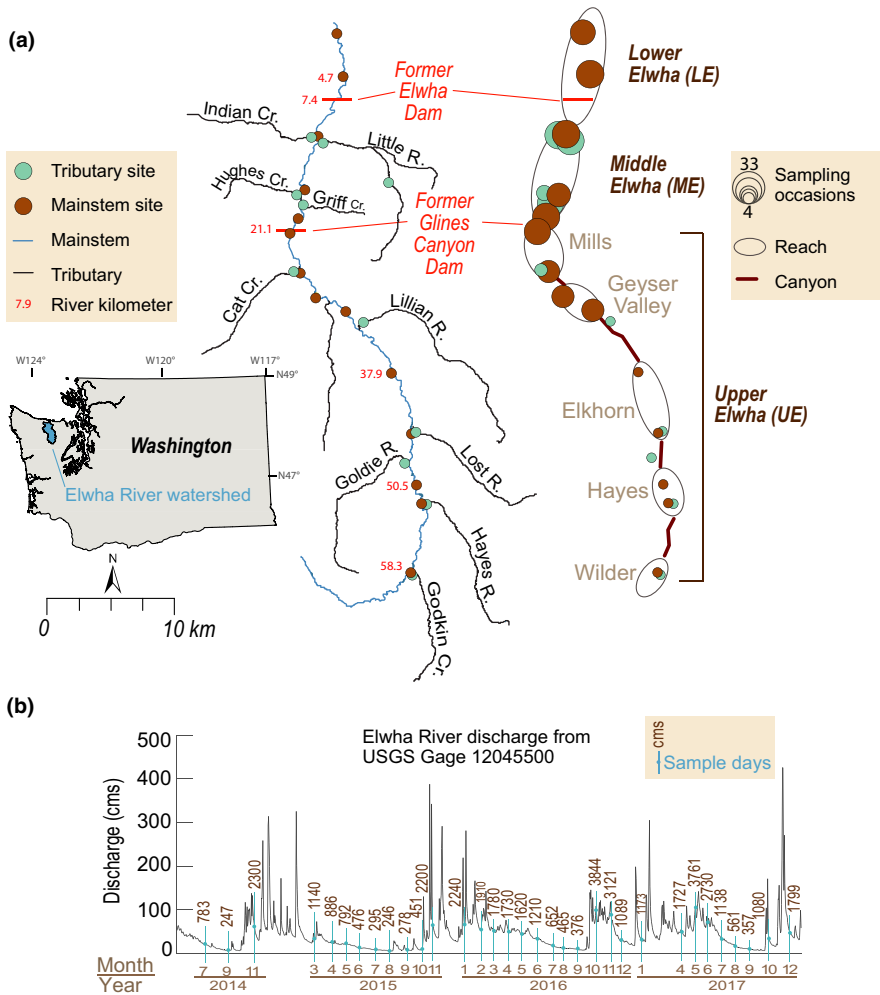 (a)
4.7
7.4
Former
Elwha
Dam
Lower
Elwha (LE)
Indian Cr.
Little R.
Hughes Cr.
Griff Cr.
21.1
Former
Glines
Canyon
Dam
Middle
Elwha (ME)
Tributary site
Mainstem site
Mainstem
Tributary
7.9 River kilometer
33
4
Sampling
occasions
Reach
Canyon
Mills
Geyser
Valley
Cat Cr.
Lillian R.
37.9
Elkhorn
Upper
Elwha (UE)
Goldie R.
Lost R.
50.5
Hayes
Hayes R.
58.3
Wilder
Godkin Cr.
W124°
W120°
W117°
N49°
N47°
Washington
Elwha River watershed
N
0 10 km
(b)
Elwha River discharge from
USGS Gage 12045500
cms
Sample days
Discharge (cms)
500
400
300
200
100
0
783 247 2300 1140 886 792 476 295 246 278 451 2200 2240 1910 1780 1730 1620 1210 652 465 376 3844 3121 1089 1173 1727 3761 2730 1138 561 357 1080 1799
Month 7 9 11 3 4 5 6 7 8 9 10 11 1 2 3 4 5 6 7 8 9 10 11 12 1 4 5 6 7 8 9 10 12
Year 2014 2015 2016 2017